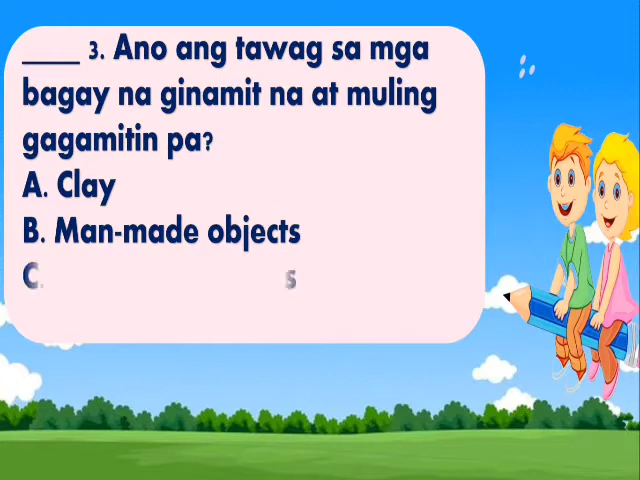 ____ 3. Ano ang tawag sa mga
bagay na ginamit na at muling
gagamitin pa?
A. Clay
B. Man-made objects
C.